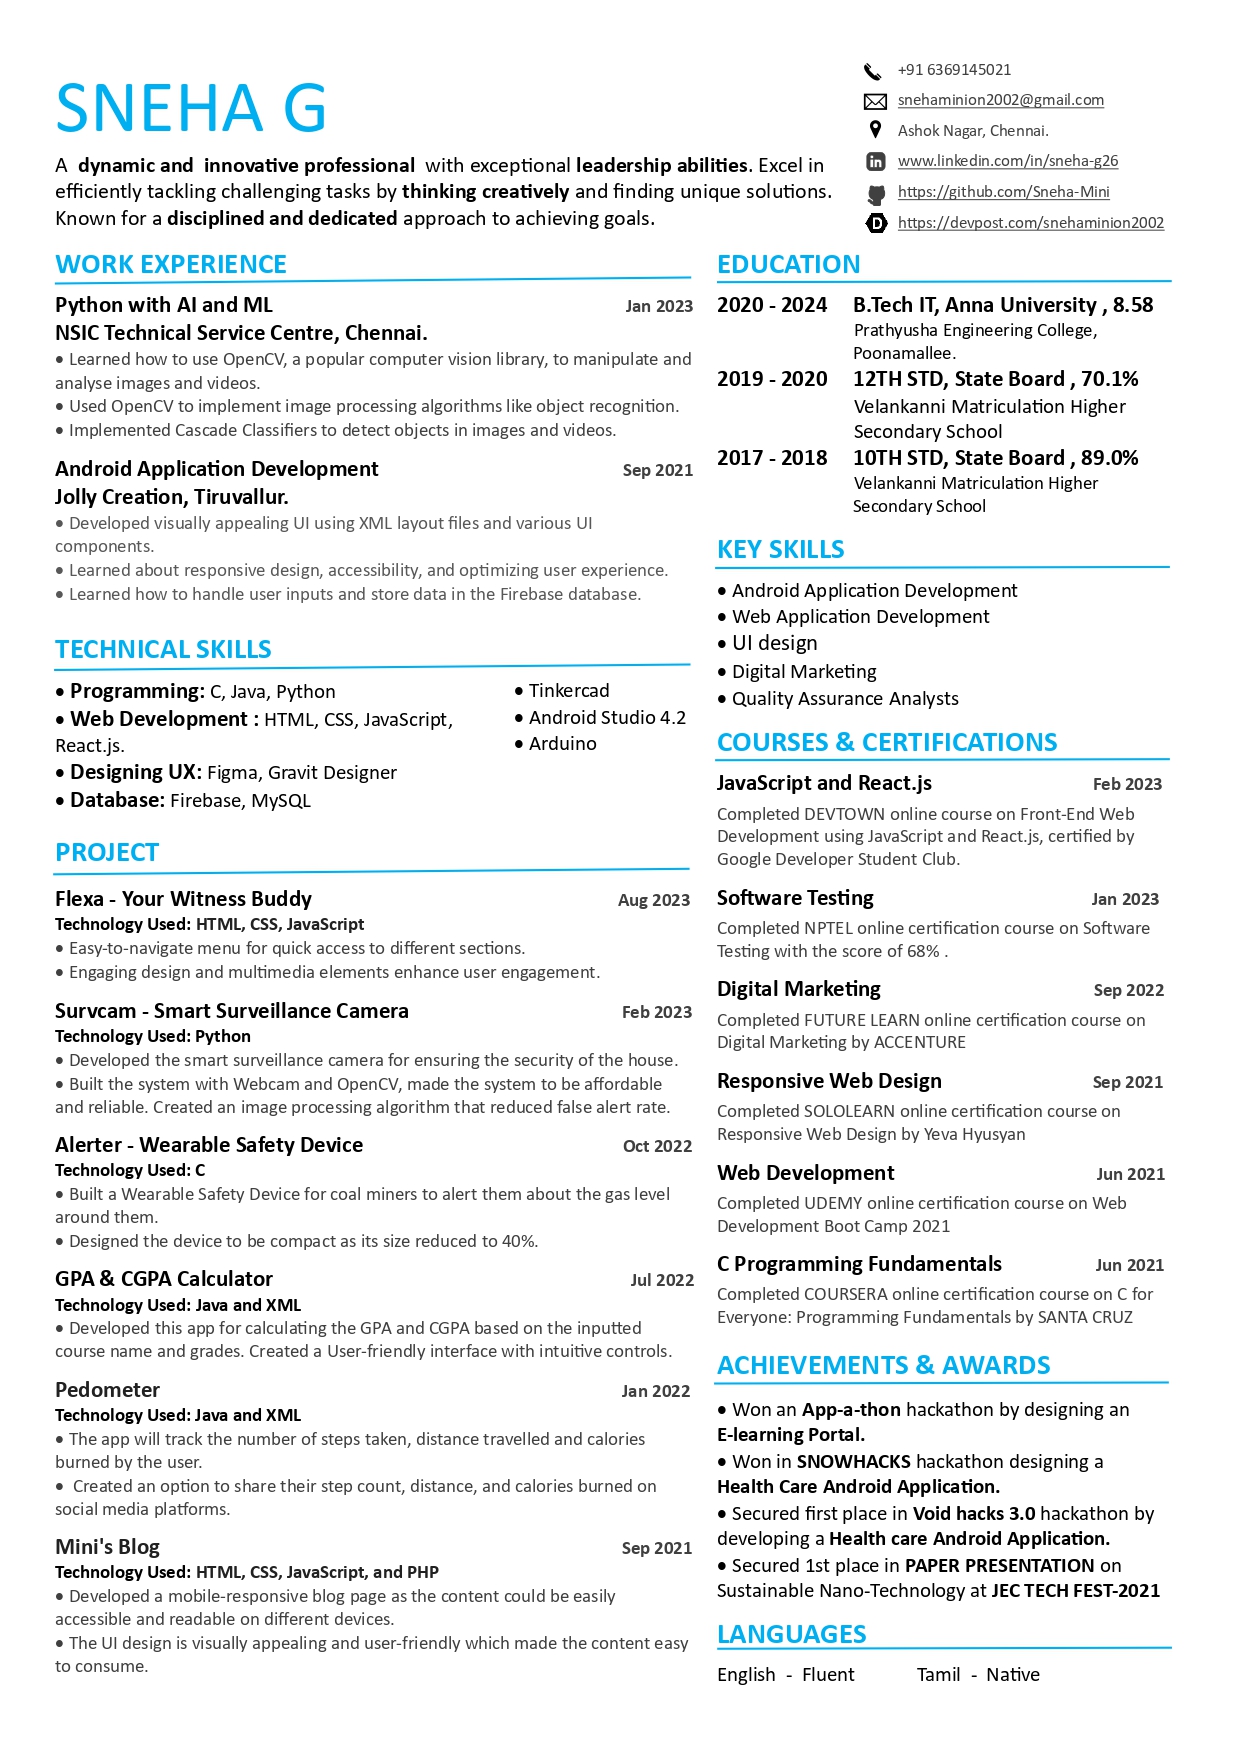 SNEHA G
A dynamic and innovative professional with exceptional leadership abilities. Excel in
efficiently tackling challenging tasks by thinking creatively and finding unique solutions.
Known for a disciplined and dedicated approach to achieving goals.
+91 6369145021
snehaminion2002@gmail.com
Ashok Nagar, Chennai.
www.linkedin.com/in/sneha-g26
https://github.com/Sneha-Mini
https://devpost.com/snehaminion2002
WORK EXPERIENCE
Python with AI and ML Jan 2023
NSIC Technical Service Centre, Chennai.
• Learned how to use OpenCV, a popular computer vision library, to manipulate and
analyse images and videos.
• Used OpenCV to implement image processing algorithms like object recognition.
• Implemented Cascade Classifiers to detect objects in images and videos.
Android Application Development Sep 2021
Jolly Creation, Tiruvallur.
• Developed visually appealing UI using XML layout files and various UI
components.
• Learned about responsive design, accessibility, and optimizing user experience.
• Learned how to handle user inputs and store data in the Firebase database.
TECHNICAL SKILLS
• Programming: C, Java, Python
• Web Development : HTML, CSS, JavaScript,
React.js.
• Designing UX: Figma, Gravit Designer
• Database: Firebase, MySQL
• Tinkercad
• Android Studio 4.2
• Arduino
PROJECT
Flexa - Your Witness Buddy Aug 2023
Technology Used: HTML, CSS, JavaScript
• Easy-to-navigate menu for quick access to different sections.
• Engaging design and multimedia elements enhance user engagement.
Survcam - Smart Surveillance Camera Feb 2023
Technology Used: Python
• Developed the smart surveillance camera for ensuring the security of the house.
• Built the system with Webcam and OpenCV, made the system to be affordable
and reliable. Created an image processing algorithm that reduced false alert rate.
Alerter - Wearable Safety Device Oct 2022
Technology Used: C
• Built a Wearable Safety Device for coal miners to alert them about the gas level
around them.
• Designed the device to be compact as its size reduced to 40%.
GPA & CGPA Calculator Jul 2022
Technology Used: Java and XML
• Developed this app for calculating the GPA and CGPA based on the inputted
course name and grades. Created a User-friendly interface with intuitive controls.
Pedometer Jan 2022
Technology Used: Java and XML
• The app will track the number of steps taken, distance travelled and calories
burned by the user.
• Created an option to share their step count, distance, and calories burned on
social media platforms.
Mini's Blog Sep 2021
Technology Used: HTML, CSS, JavaScript, and PHP
• Developed a mobile-responsive blog page as the content could be easily
accessible and readable on different devices.
• The UI design is visually appealing and user-friendly which made the content easy
to consume.
EDUCATION
2020 - 2024 B.Tech IT, Anna University , 8.58
Prathyusha Engineering College,
Poonamallee.
2019 - 2020 12TH STD, State Board , 70.1%
Velankanni Matriculation Higher
Secondary School
2017 - 2018 10TH STD, State Board , 89.0%
Velankanni Matriculation Higher
Secondary School
KEY SKILLS
• Android Application Development
• Web Application Development
• UI design
• Digital Marketing
• Quality Assurance Analysts
COURSES & CERTIFICATIONS
JavaScript and React.js Feb 2023
Completed DEVTOWN online course on Front-End Web
Development using JavaScript and React.js, certified by
Google Developer Student Club.
Software Testing Jan 2023
Completed NPTEL online certification course on Software
Testing with the score of 68% .
Digital Marketing Sep 2022
Completed FUTURE LEARN online certification course on
Digital Marketing by ACCENTURE
Responsive Web Design Sep 2021
Completed SOLOLEARN online certification course on
Responsive Web Design by Yeva Hyusyan
Web Development Jun 2021
Completed UDEMY online certification course on Web
Development Boot Camp 2021
C Programming Fundamentals Jun 2021
Completed COURSERA online certification course on C for
Everyone: Programming Fundamentals by SANTA CRUZ
ACHIEVEMENTS & AWARDS
• Won an App-a-thon hackathon by designing an
E-learning Portal.
• Won in SNOWHACKS hackathon designing a
Health Care Android Application.
• Secured first place in Void hacks 3.0 hackathon by
developing a Health care Android Application.
• Secured 1st place in PAPER PRESENTATION on
Sustainable Nano-Technology at JEC TECH FEST-2021
LANGUAGES
English - Fluent Tamil - Native